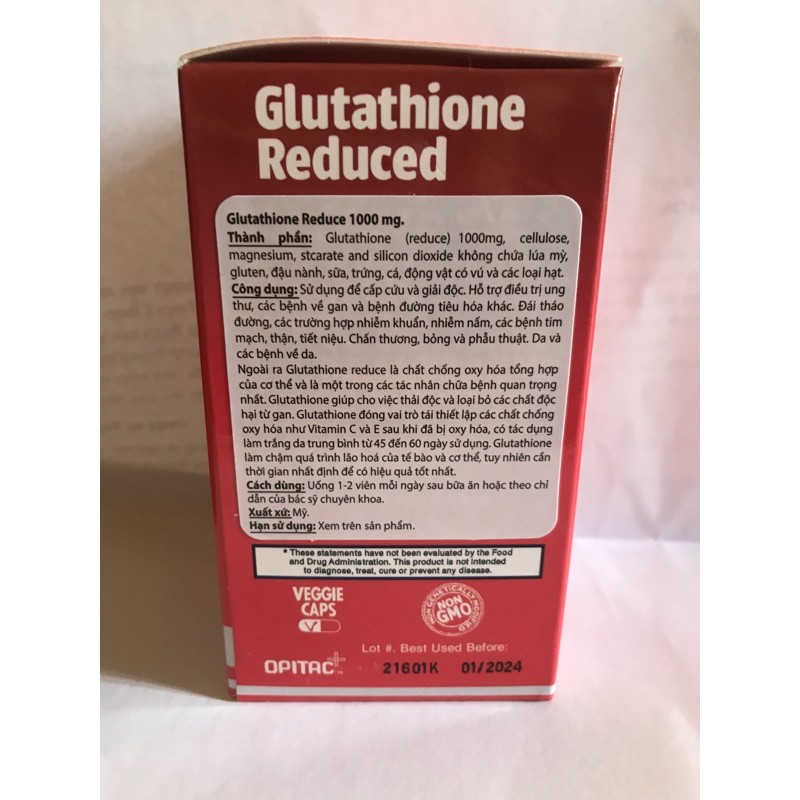 Glutathione
Reduced
Glutathione Reduce 1000 mg.
Thành phần: Glutathione (reduce) 1000mg, cellulose,
magnesium, stcarate and silicon dioxide không chứa lúa mỳ,
gluten, đậu nành, sữa, trứng, cá, động vật có vú và các loại hạt.
Công dụng: Sử dụng để cấp cứu và giải độc. Hỗ trợ điều trị ung
thư, các bệnh về gan và bệnh đường tiêu hóa khác. Đái tháo
đường, các trường hợp nhiễm khuẩn, nhiễm nấm, các bệnh tim
mạch, thận, tiết niệu. Chấn thương, bỏng và phẫu thuật. Da và
các bệnh về da.
Ngoài ra Glutathione reduce là chất chống oxy hóa tổng hợp
của cơ thể và là một trong các tác nhân chữa bệnh quan trọng
nhất. Glutathione giúp cho việc thải độc và loại bỏ các chất độc
hại từ gan. Glutathione đóng vai trò tái thiết lập các chất chống
oxy hóa như Vitamin C và E sau khi đã bị oxy hóa, có tác dụng
làm trắng da trung bình từ 45 đến 60 ngày sử dụng. Glutathione
làm chậm quá trình lão hoá của tế bào và cơ thể, tuy nhiên cần
thời gian nhất định để có hiệu quả tốt nhất.
Cách dùng: Uống 1-2 viên mỗi ngày sau bữa ăn hoặc theo chỉ
dẫn của bác sỹ chuyên khoa.
Xuất xứ: Mỹ.
Hạn sử dụng: Xem trên sản phẩm.
* These statements have not been evaluated by the Food
and Drug Administration. This product is not intended
to diagnose, treat, cure or prevent any disease.
VEGGIE
CAPS
V
NON GENETICALLY MODIFIED
NON
GMO
Lot #. Best Used Before:
OPITAC+™
21601K 01/2024